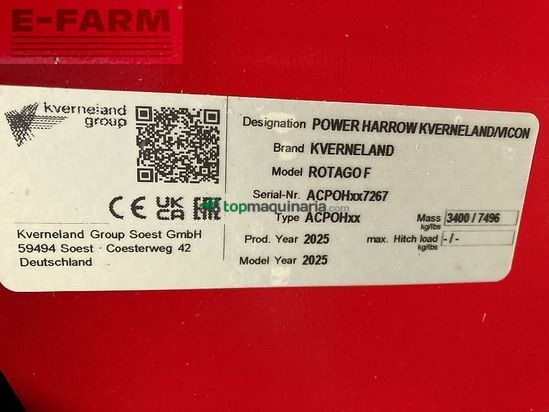 E-FARM
kverneland
group
CE UK CA EAC
Kverneland Group Soest GmbH
59494 Soest · Coesterweg 42
Deutschland
Designation POWER HARROW KVERNELAND/VICON
Brand KVERNELAND
Model ROTAGO F
Serial-Nr. ACPOHxx7267
topmaquinaria.com
Type ACPOHxx Mass kg/lbs 3400 / 7496
Prod. Year 2025 max. Hitch load kg/lbs - / -
Model Year 2025